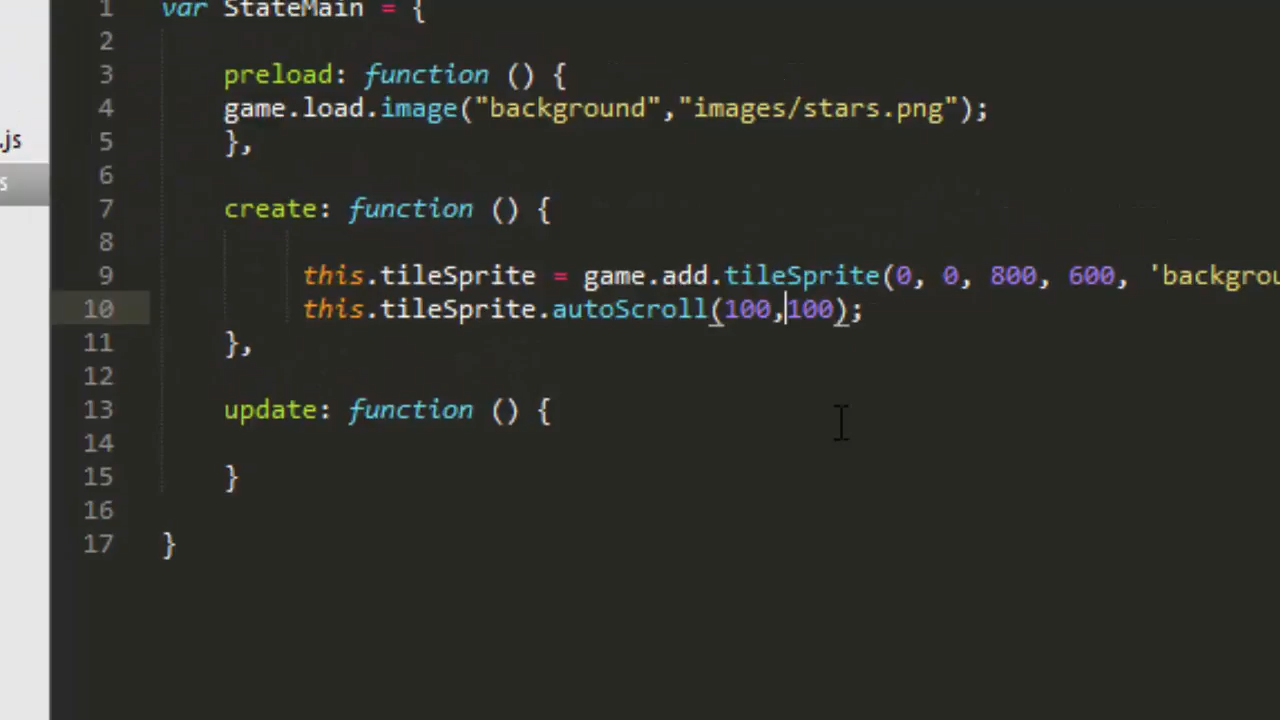 1 var StateMain = {
2
3 preload: function () {
.js
4 game.load.image("background","images/stars.png");
5 },
s
6
7 create: function () {
8
9 this.tileSprite = game.add.tileSprite(0, 0, 800, 600, 'backgrou
10 this.tileSprite.autoScroll(100,100);
11 },
12
13 update: function () {
14
15 }
16
17 }